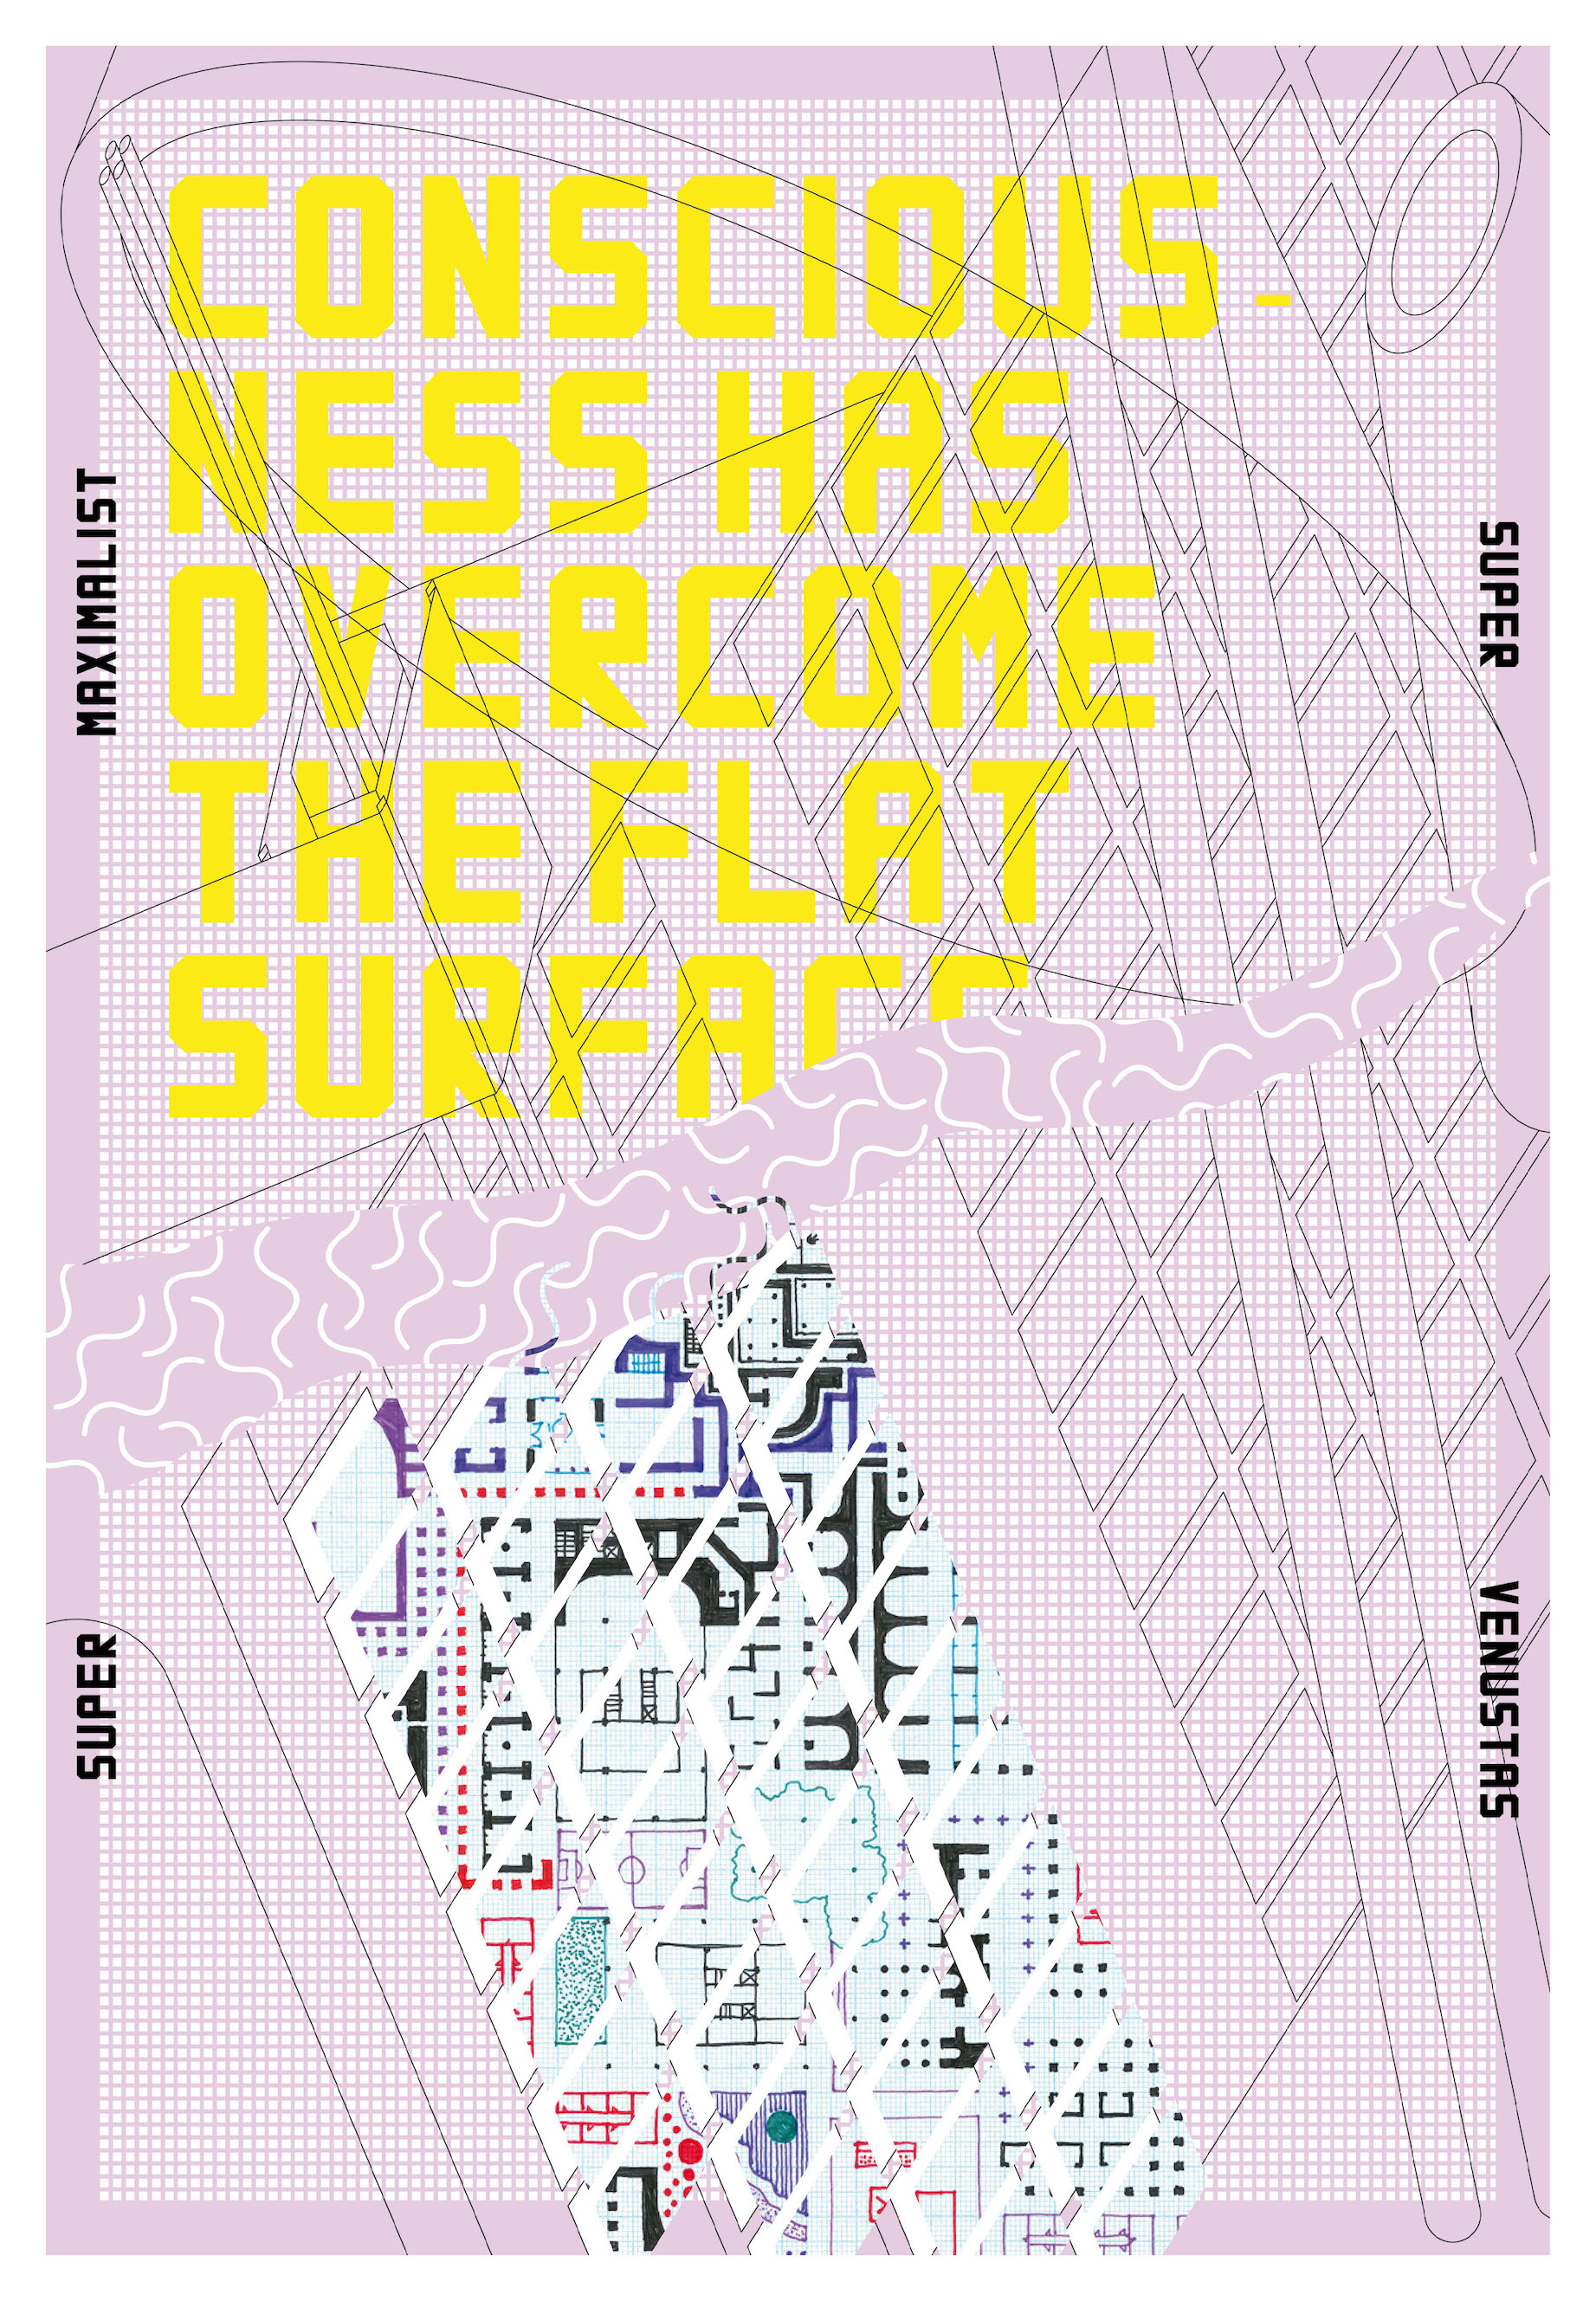 CONSCIOUS-
NESS HAS
OVERCOME
THE FLAT
SURFACE
MAXIMALIST
SUPER
SUPER
VENUSTAS